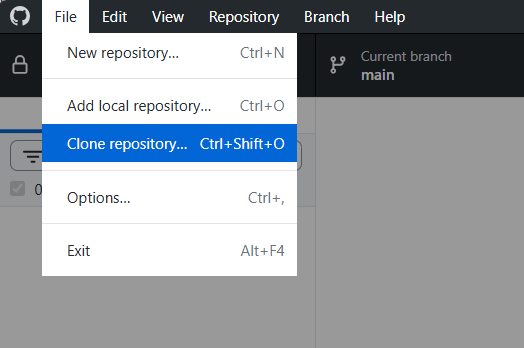 File Edit View Repository Branch Help
New repository... Ctrl+N
Current branch
main
Add local repository... Ctrl+O
Clone repository... Ctrl+Shift+O
0
Options... Ctrl+,
Exit Alt+F4